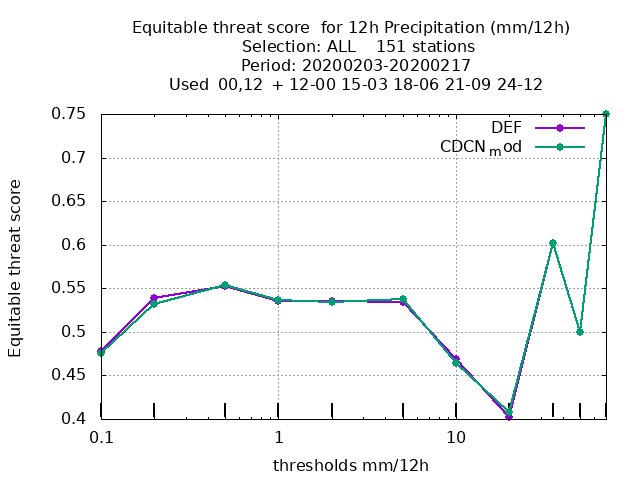 Equitable threat score  for 12h Precipitation (mm/12h)
Selection: ALL    151 stations
Period: 20200203-20200217
Used  00,12  + 12-00 15-03 18-06 21-09 24-12
DEF
CDCNmod
Equitable threat score
0.75
0.7
0.65
0.6
0.55
0.5
0.45
0.4
0.1
1
10
thresholds mm/12h